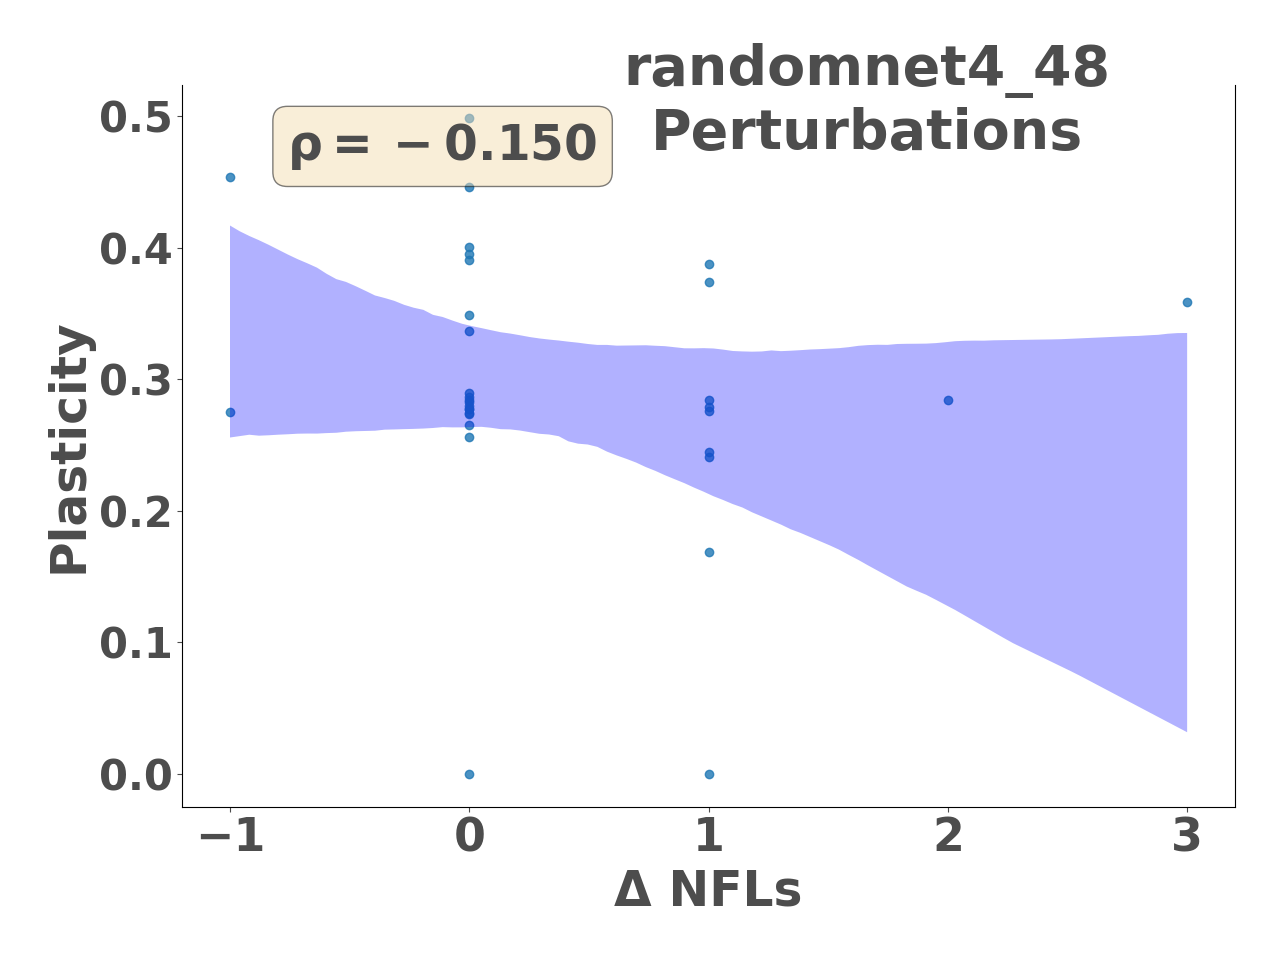 randomnet4_48
Perturbations
ρ = −0.150
0.5
0.4
0.3
0.2
0.1
0.0
Plasticity
−1 0 1 2 3
Δ NFLs